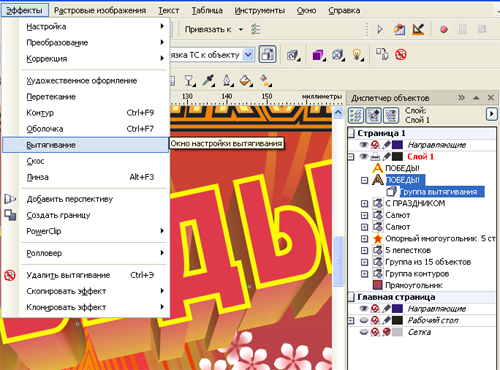 Эффекты Растровые изображения Текст Таблица Инструменты Окно Справка
Настройка
Преобразование
Коррекция
Художественное оформление
Перетекание
Контур Ctrl+F9
Оболочка Ctrl+F7
Вытягивание
Скос
Линза Alt+F3
Добавить перспективу
Создать границу
PowerClip
Ролловер
Удалить вытягивание Ctrl+Э
Скопировать эффект
Клонировать эффект
Привязать к
язка ТС к объекту
130 140 150 миллиметры
Окно настройки вытягивания
ЕДЫ
Диспетчер объектов
Слой:
Слой 1
Страница 1
Направляющие
Слой 1
ПОБЕДЫ!
ПОБЕДЫ!
Группа вытягивания
С ПРАЗДНИКОМ
Салют
Салют
Опорный многоугольник 5 ст
5 лепестков
Группа из 15 объектов
Группа контуров
Прямоугольник
Главная страница
Направляющие
Рабочий стол
Сетка